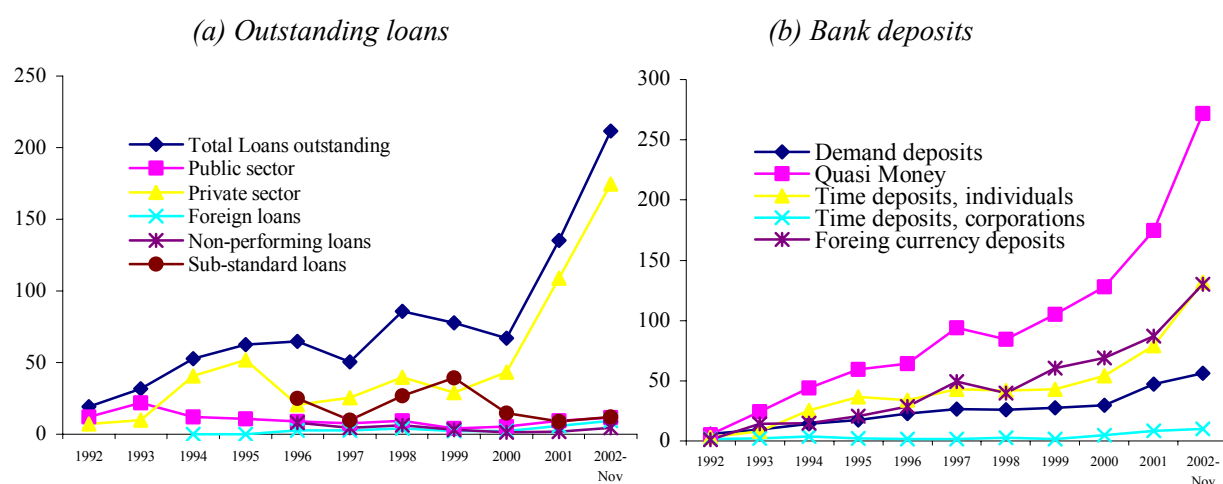 (a) Outstanding loans
250
200
150
100
50
0
Total Loans outstanding
Public sector
Private sector
Foreign loans
Non-performing loans
Sub-standard loans
1992 1993 1994 1995 1996 1997 1998 1999 2000 2001 2002-
Nov
(b) Bank deposits
300
250
200
150
100
50
0
Demand deposits
Quasi Money
Time deposits, individuals
Time deposits, corporations
Foreing currency deposits
1992 1993 1994 1995 1996 1997 1998 1999 2000 2001 2002-
Nov